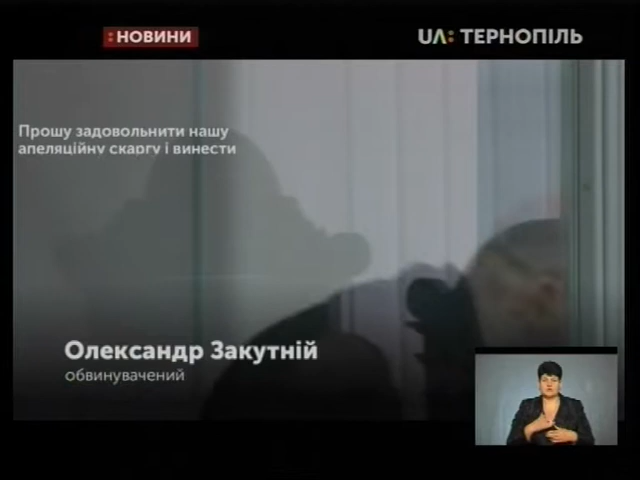 :НОВИНИ
UA: ТЕРНОПІЛЬ
Прошу задовольнити нашу
апеляційну скаргу і винести
Олександр Закутній
обвинувачений